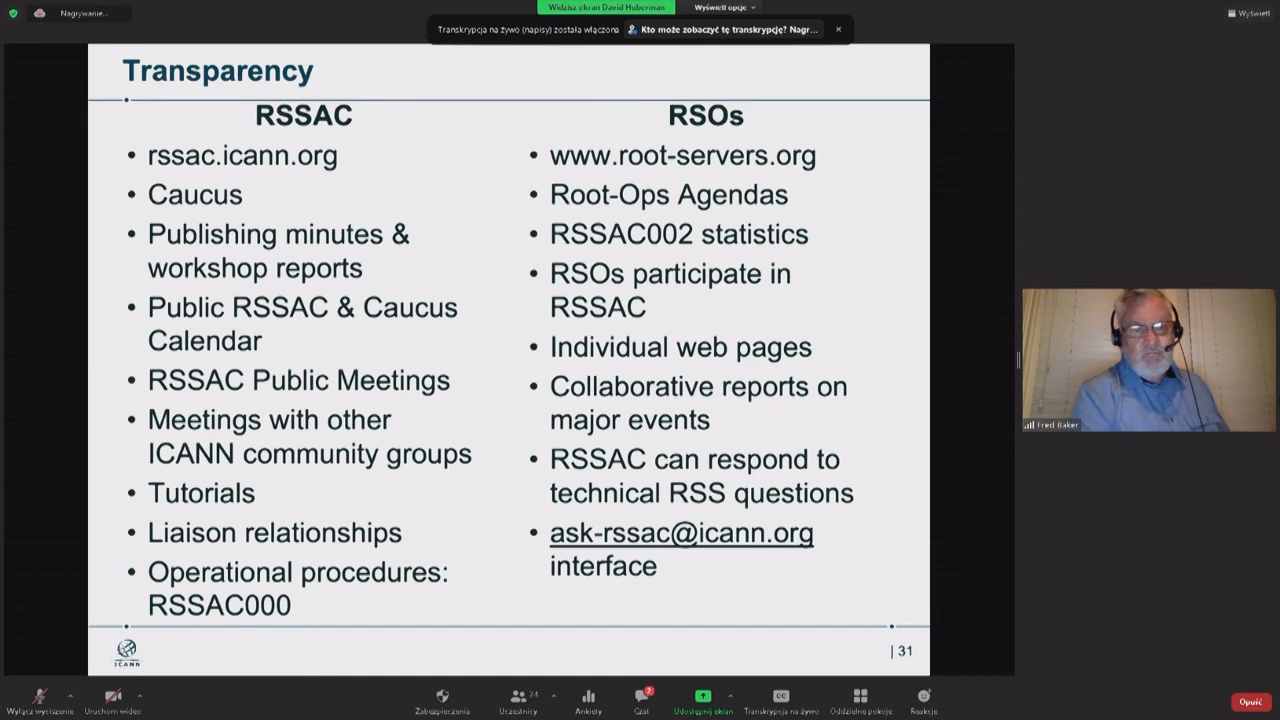 Nagrywanie...
Widzisz ekran David Huberman
Wyświetl opcje
Wyświetl
Transkrypcja na żywo (napisy) została włączona
Kto może zobaczyć tę transkrypcję? Nagr...
Transparency
RSSAC
• rssac.icann.org
• Caucus
• Publishing minutes &
workshop reports
• Public RSSAC & Caucus
Calendar
• RSSAC Public Meetings
• Meetings with other
ICANN community groups
• Tutorials
• Liaison relationships
• Operational procedures:
RSSAC000
RSOs
• www.root-servers.org
• Root-Ops Agendas
• RSSAC002 statistics
• RSOs participate in
RSSAC
• Individual web pages
• Collaborative reports on
major events
• RSSAC can respond to
technical RSS questions
• ask-rssac@icann.org
interface
ICANN
| 31
Fred Baker
Wyłącz wyciszenie
Uruchom wideo
Zabezpieczenia
24
Uczestnicy
Ankiety
Czat
Udostępnij ekran
CC
Transkrypcja na żywo
Oddzielne pokoje
Reakcje
Opuść